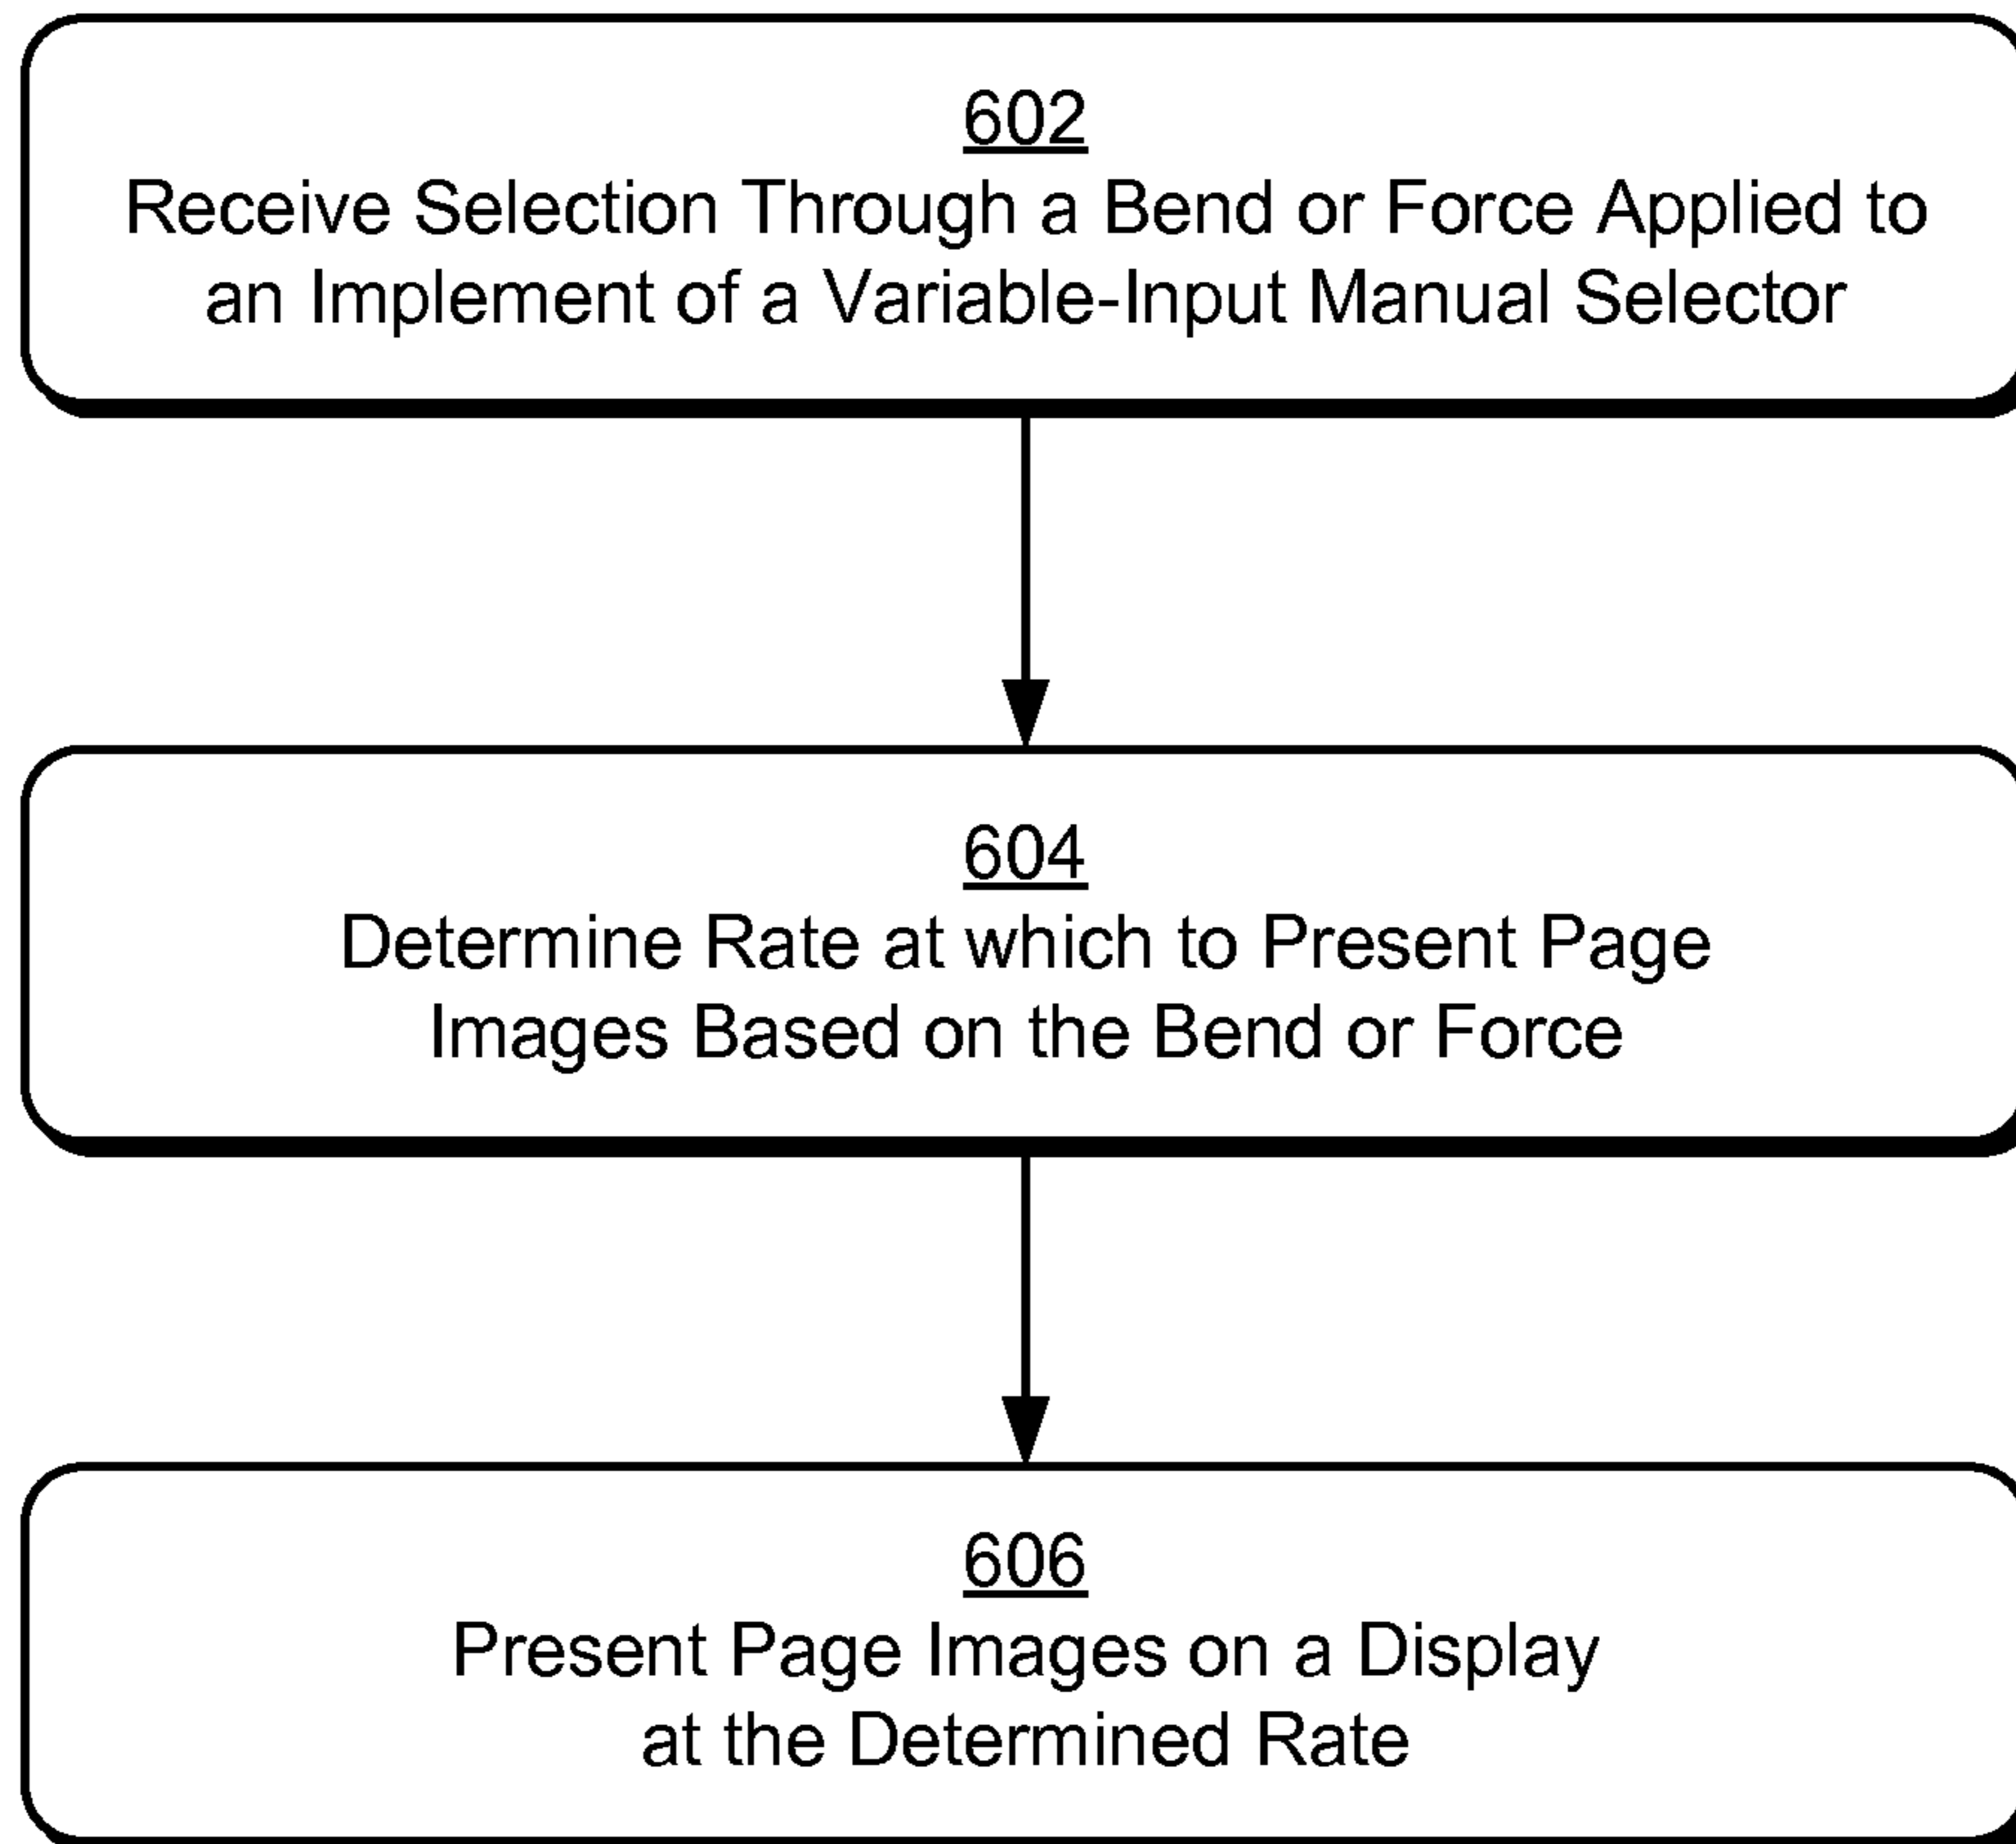 602
Receive Selection Through a Bend or Force Applied to
an Implement of a Variable-Input Manual Selector
604
Determine Rate at which to Present Page
Images Based on the Bend or Force
606
Present Page Images on a Display
at the Determined Rate